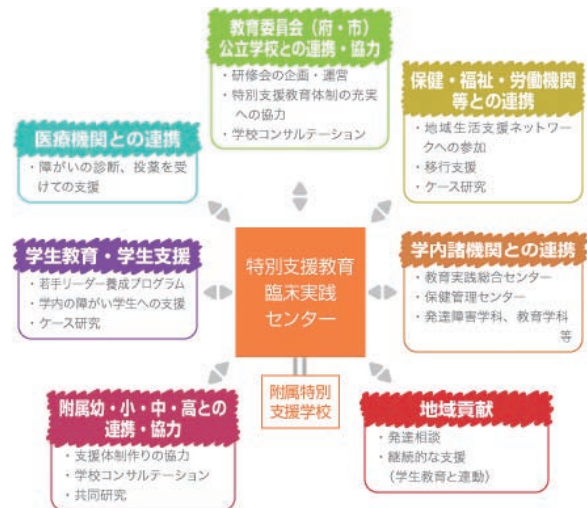 教育委員会（府・市）
公立学校との連携・協力
・研修会の企画・運営
・特別支援教育体制の充実
への協力
・学校コンサルテーション
保健・福祉・労働機関
等との連携
・地域生活支援ネットワー
クへの参加
・移行支援
・ケース研究
医療機関との連携
・障がいの診断、投薬を受
けての支援
学生教育・学生支援
・若手リーダー養成プログラム
・学内の障がい学生への支援
・ケース研究
特別支援教育
臨床実践
センター
学内諸機関との連携
・教育実践総合センター
・保健管理センター
・発達障害学科、教育学科
等
附属特別
支援学校
附属幼・小・中・高との
連携・協力
・支援体制作りの協力
・学校コンサルテーション
・共同研究
地域貢献
・発達相談
・継続的な支援
（学生教育と連動）